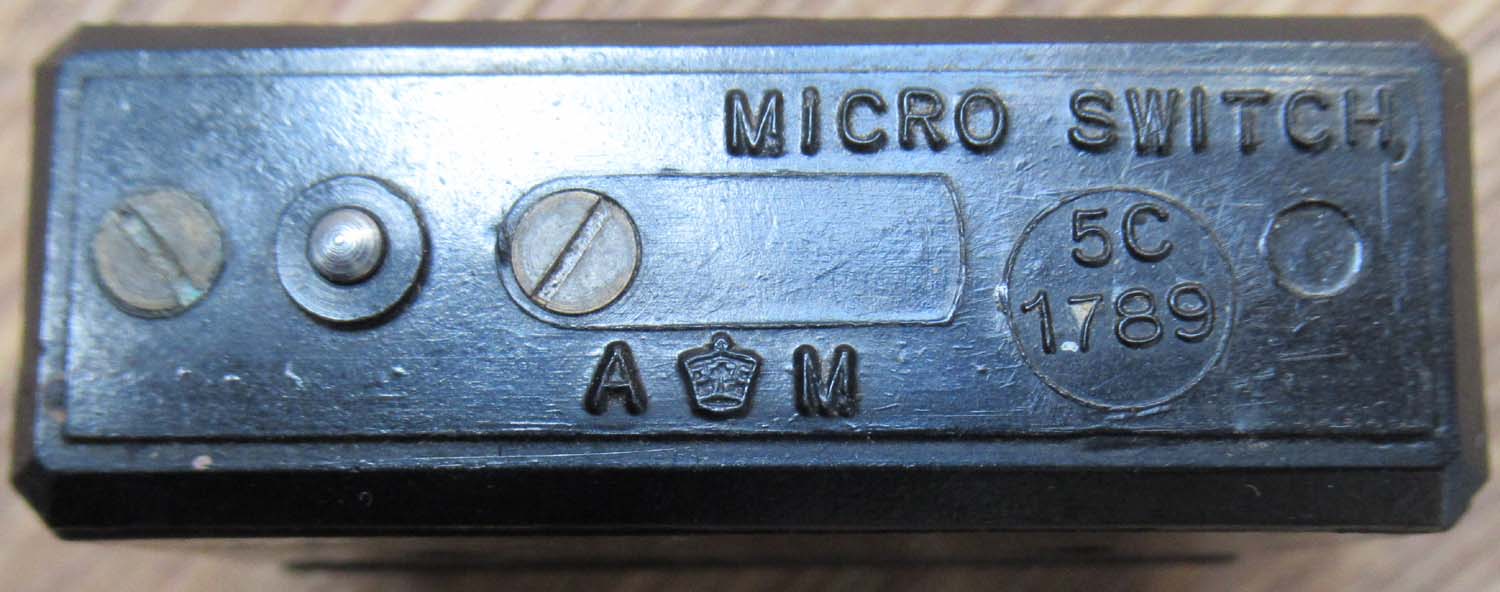 MICRO SWITCH,
5C
1789
A M